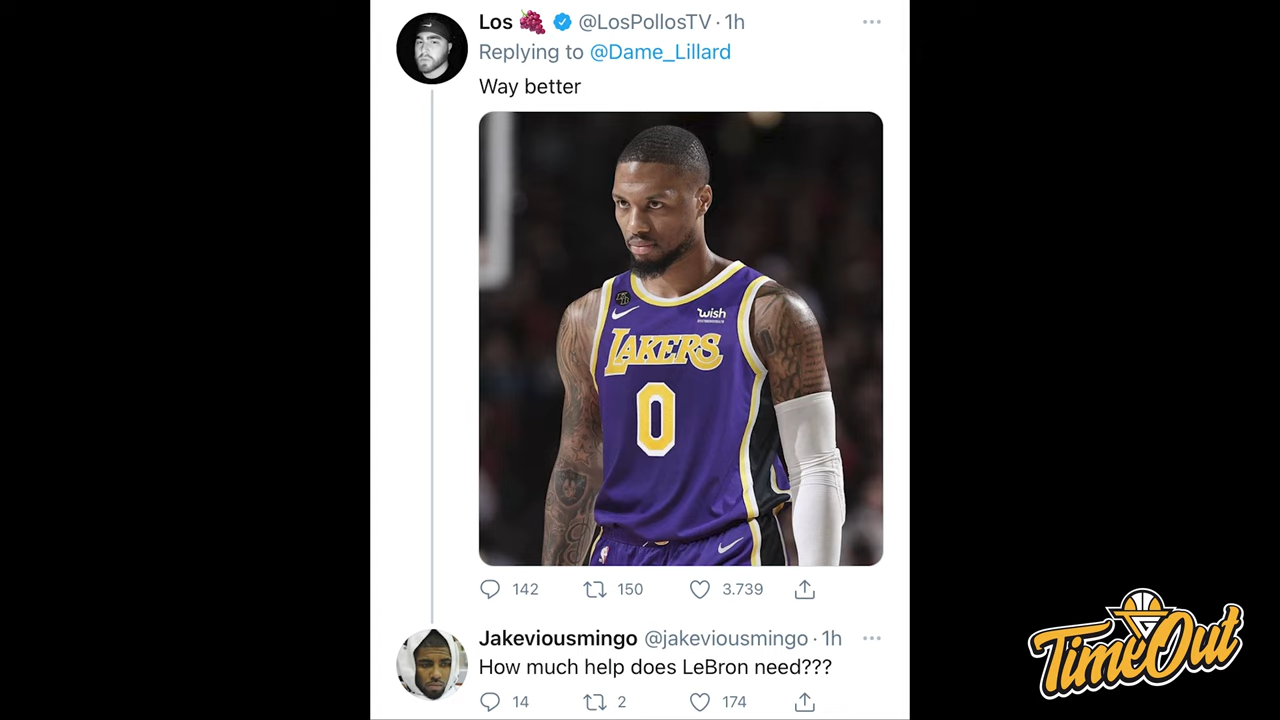 Los 🍇 @LosPollosTV · 1h
Replying to @Dame_Lillard
Way better
wish
LAKERS
0
142 150 3.739
Jakeviousmingo @jakeviousmingo · 1h
How much help does LeBron need???
14 2 174
TimeOut